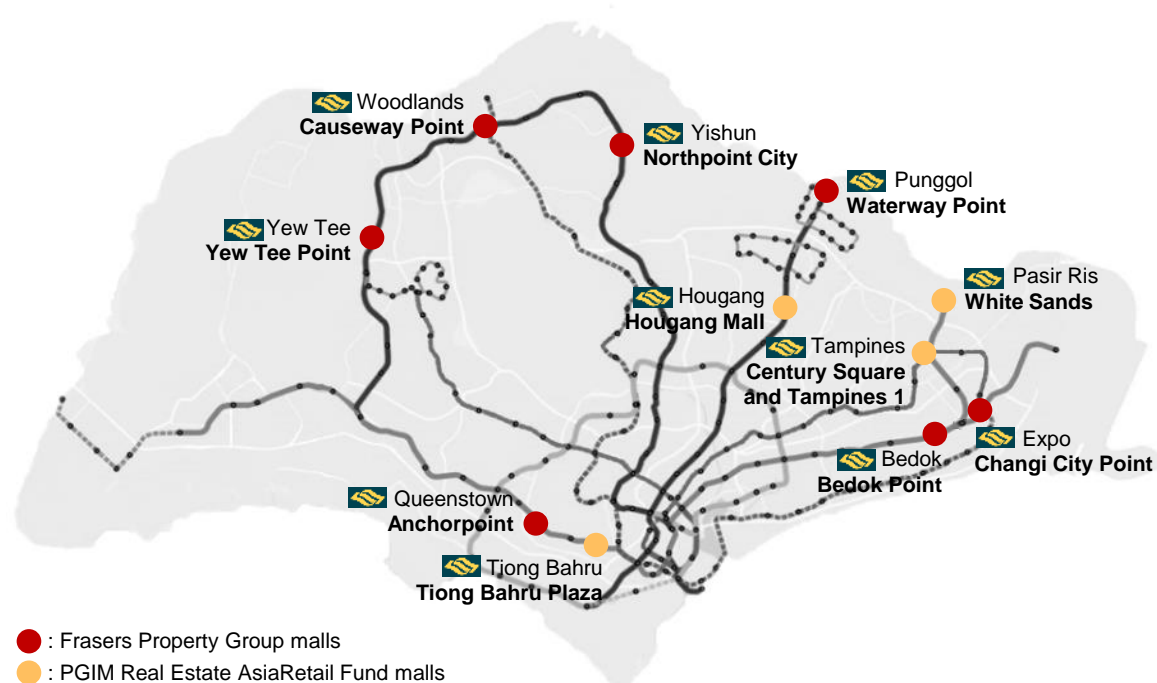 Woodlands
Causeway Point
Yishun
Northpoint City
Punggol
Waterway Point
Yew Tee
Yew Tee Point
Pasir Ris
White Sands
Hougang
Hougang Mall
Tampines
Century Square
and Tampines 1
Expo
Changi City Point
Bedok
Bedok Point
Queenstown
Anchorpoint
Tiong Bahru
Tiong Bahru Plaza
: Frasers Property Group malls
: PGIM Real Estate AsiaRetail Fund malls